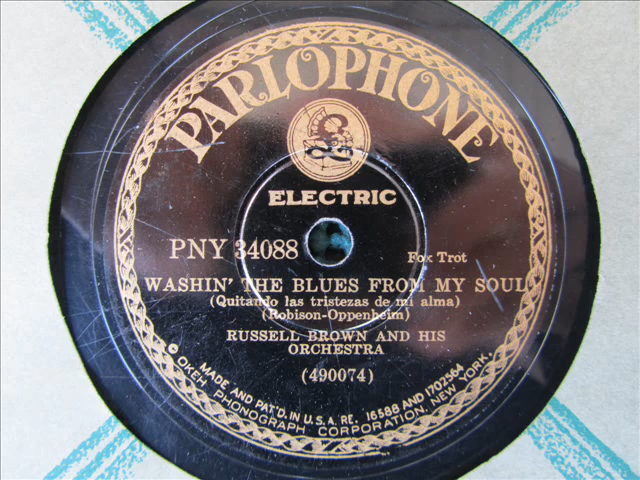 PARLOPHONE
ELECTRIC
PNY 34088 Fox Trot
WASHIN' THE BLUES FROM MY SOUL
(Quitando las tristezas de mi alma)
(Robison-Oppenheim)
RUSSELL BROWN AND HIS
ORCHESTRA
(490074)
MADE AND PAT'D. IN U.S.A. RE. 16588 AND 1702564
© OKEH PHONOGRAPH CORPORATION, NEW YORK.